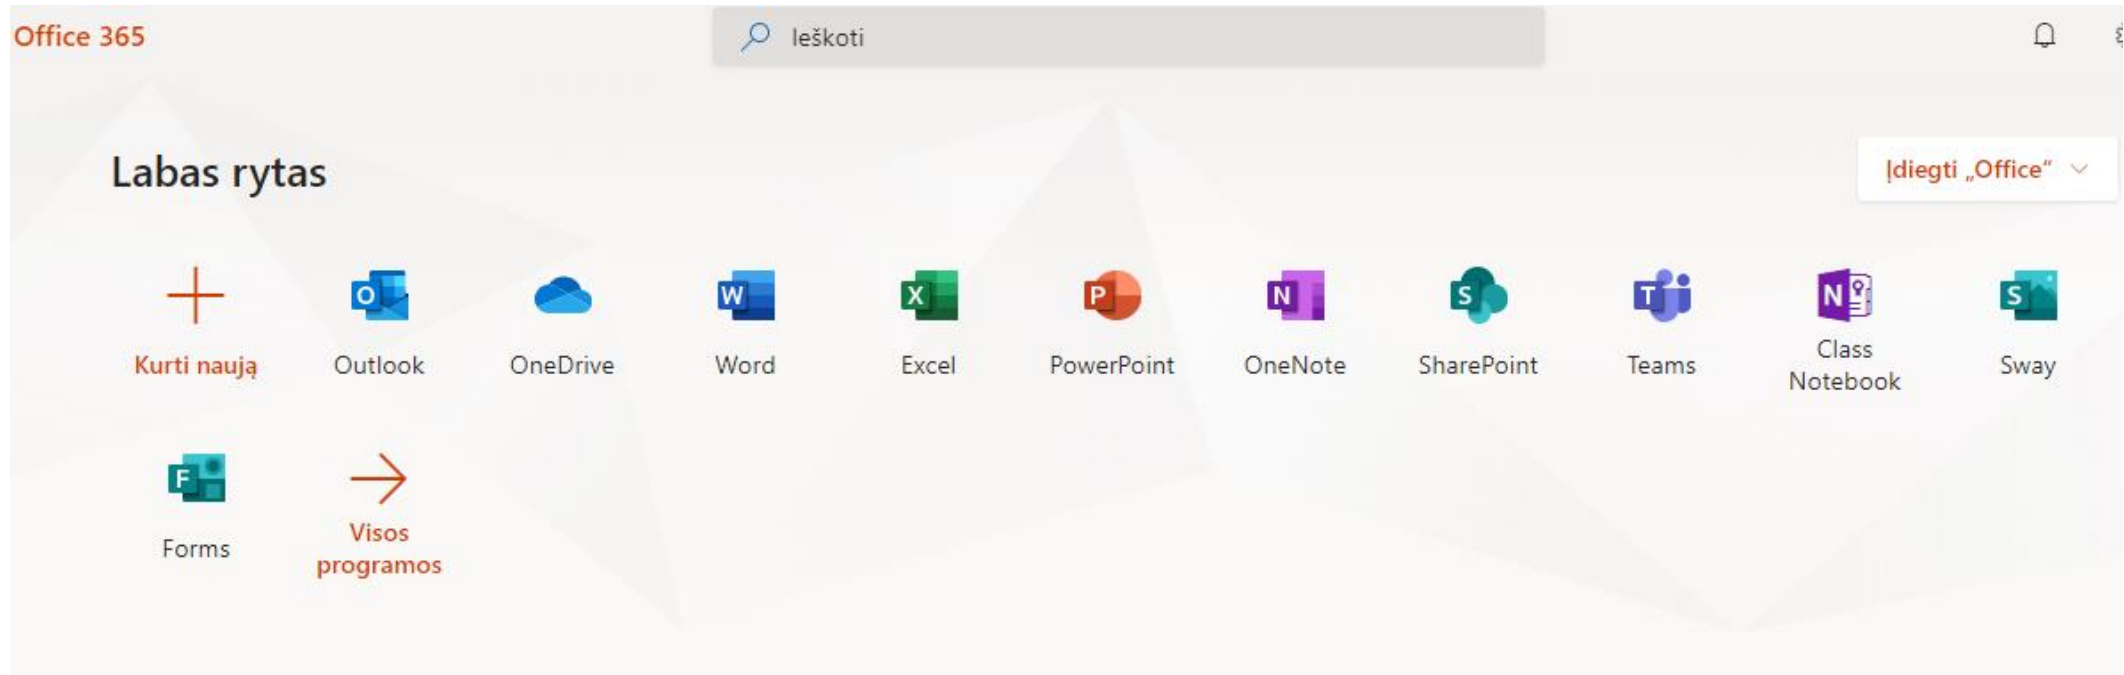 Office 365
Ieškoti
Labas rytas
Įdiegti „Office“
Kurti naują
Outlook
OneDrive
Word
Excel
PowerPoint
OneNote
SharePoint
Teams
Class
Notebook
Sway
Forms
Visos
programos